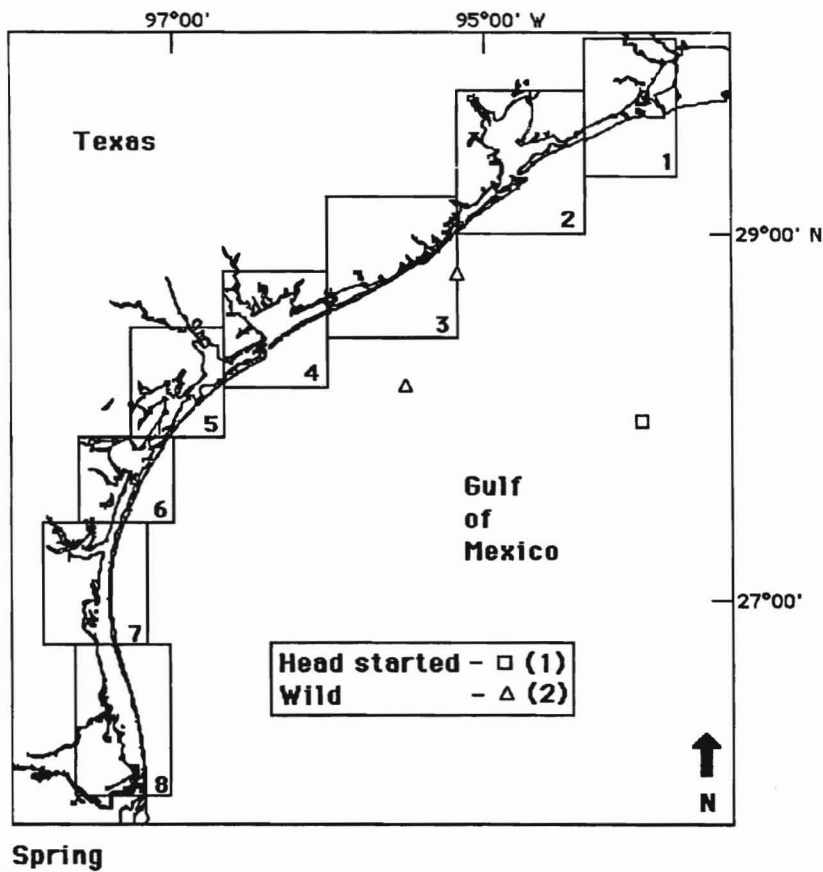 97°00'
95°00' W
Texas
1
2
29°00' N
3
4
5
Gulf
of
Mexico
6
27°00'
7
Head started - □ (1)
Wild - △ (2)
8
N
Spring